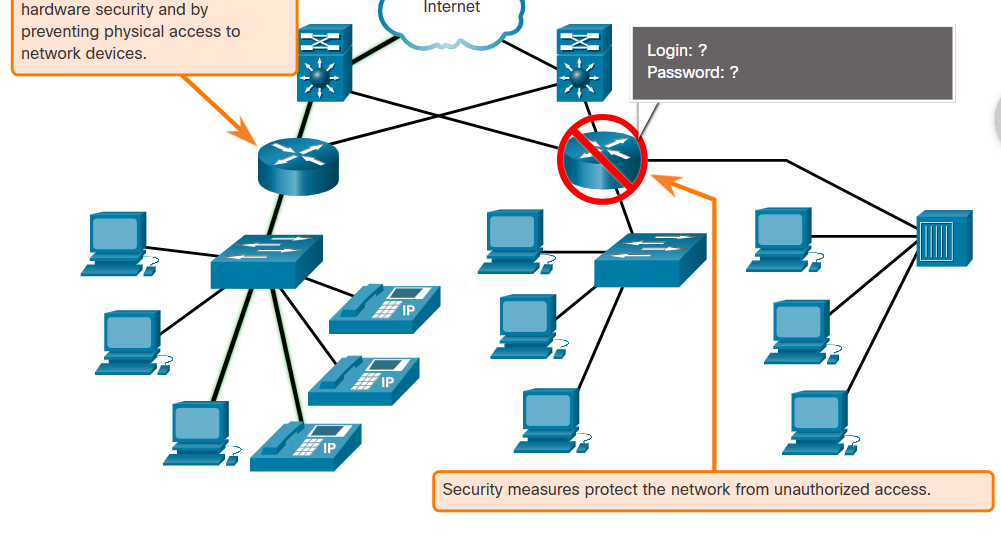 hardware security and by
preventing physical access to
network devices.
Internet
Login: ?
Password: ?
IP
IP
IP
Security measures protect the network from unauthorized access.